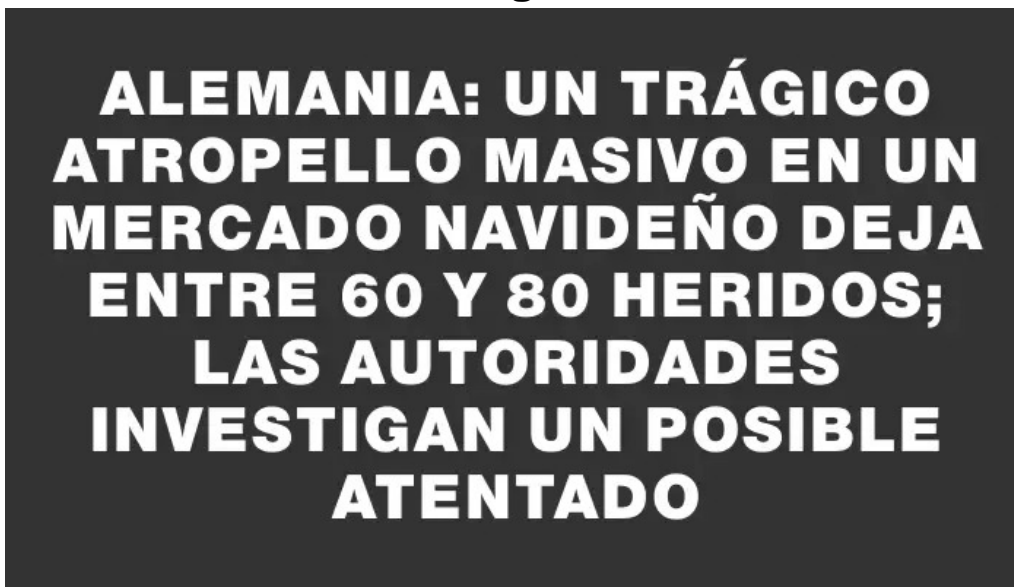 ALEMANIA: UN TRÁGICO
ATROPELLO MASIVO EN UN
MERCADO NAVIDEÑO DEJA
ENTRE 60 Y 80 HERIDOS;
LAS AUTORIDADES
INVESTIGAN UN POSIBLE
ATENTADO